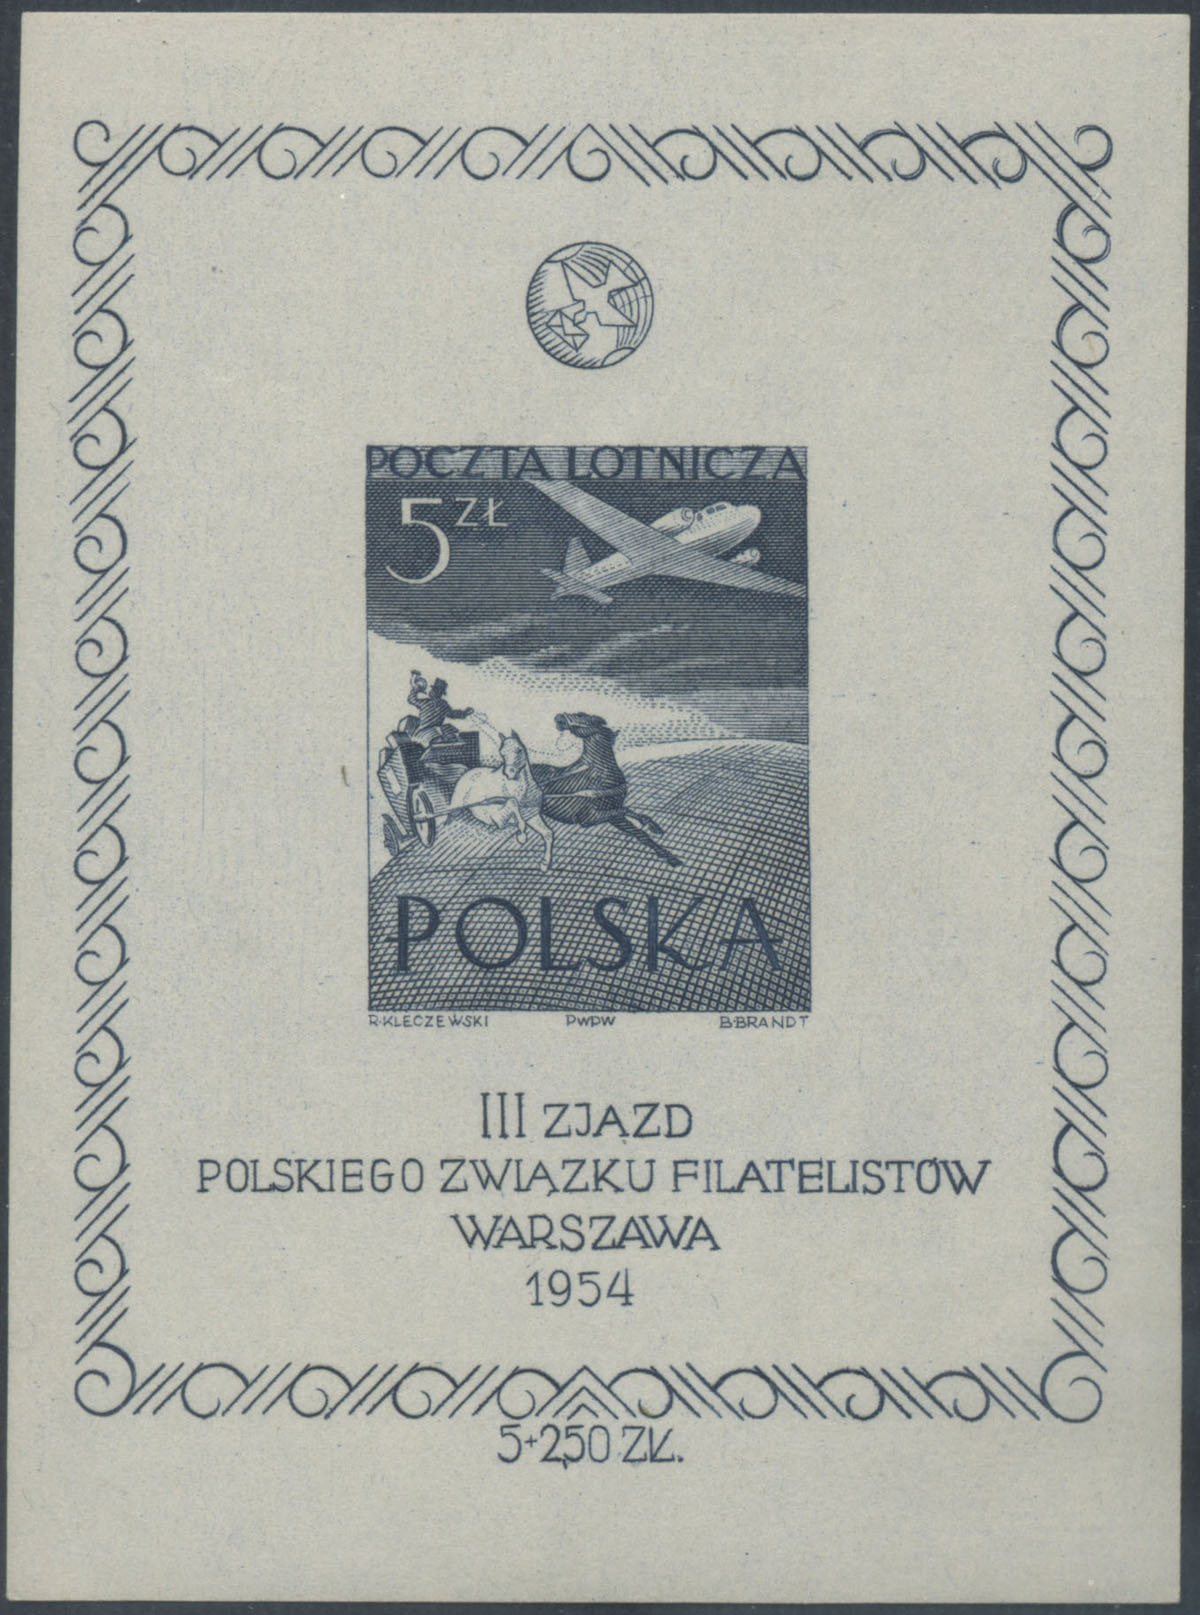 POCZTA LOTNICZA
5 ZŁ
POLSKA
R·KLECZEWSKI PWPW B·BRANDT
III ZJAZD
POLSKIEGO ZWIĄZKU FILATELISTÓW
WARSZAWA
1954
5+2,50 ZŁ.